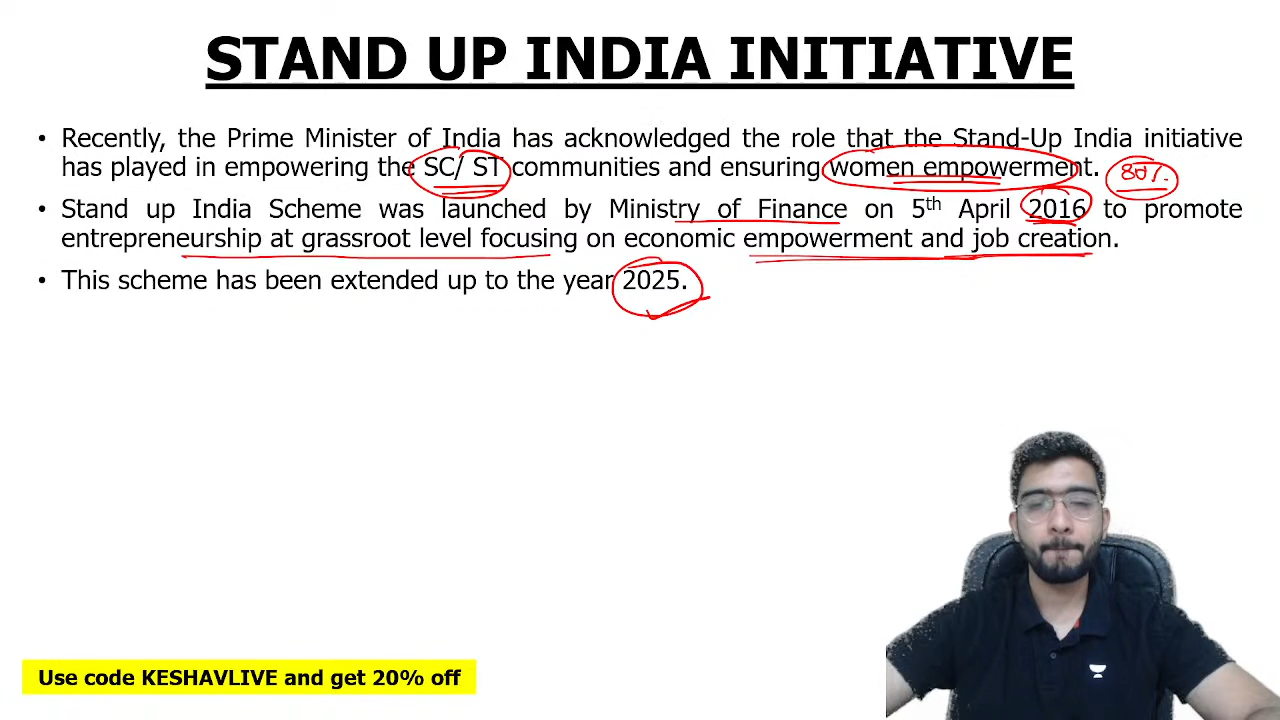 STAND UP INDIA INITIATIVE
• Recently, the Prime Minister of India has acknowledged the role that the Stand-Up India initiative
has played in empowering the SC/ ST communities and ensuring women empowerment.
80%.
• Stand up India Scheme was launched by Ministry of Finance on 5th April 2016 to promote
entrepreneurship at grassroot level focusing on economic empowerment and job creation.
• This scheme has been extended up to the year 2025.
Use code KESHAVLIVE and get 20% off